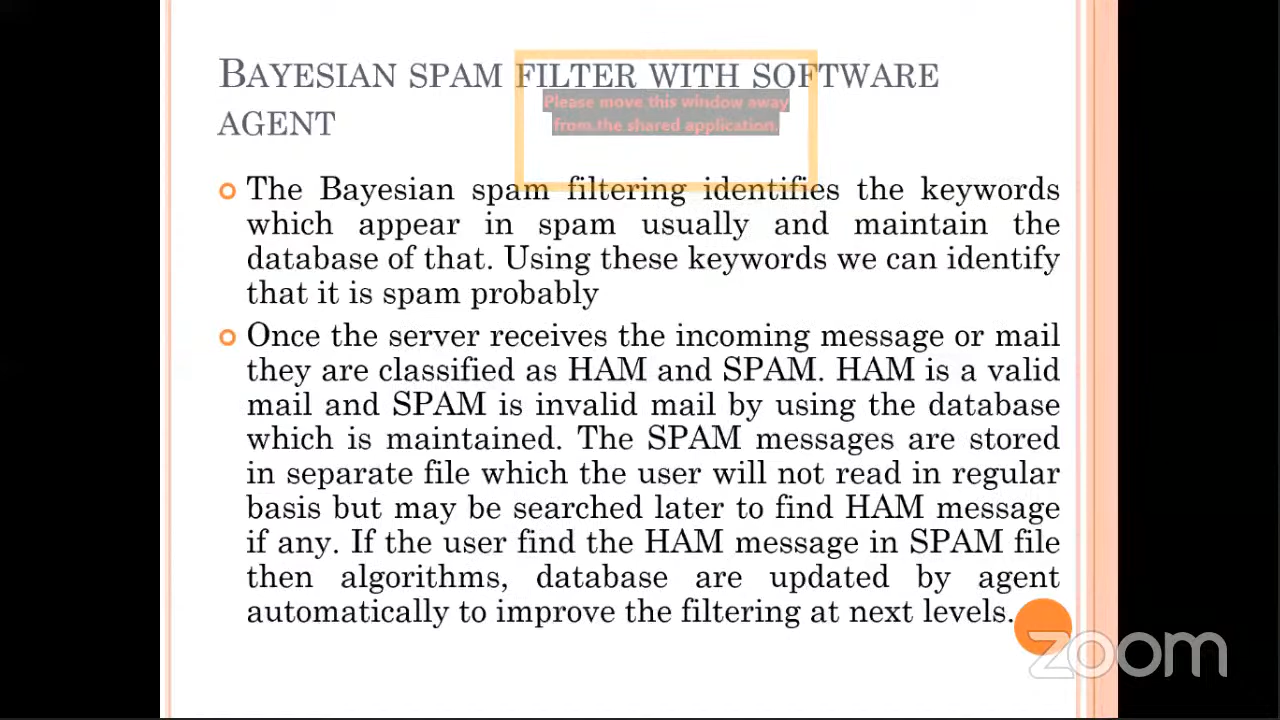 BAYESIAN SPAM FILTER WITH SOFTWARE
AGENT
Please move this window away
from the shared application.
The Bayesian spam filtering identifies the keywords
which appear in spam usually and maintain the
database of that. Using these keywords we can identify
that it is spam probably
Once the server receives the incoming message or mail
they are classified as HAM and SPAM. HAM is a valid
mail and SPAM is invalid mail by using the database
which is maintained. The SPAM messages are stored
in separate file which the user will not read in regular
basis but may be searched later to find HAM message
if any. If the user find the HAM message in SPAM file
then algorithms, database are updated by agent
automatically to improve the filtering at next levels.
zoom